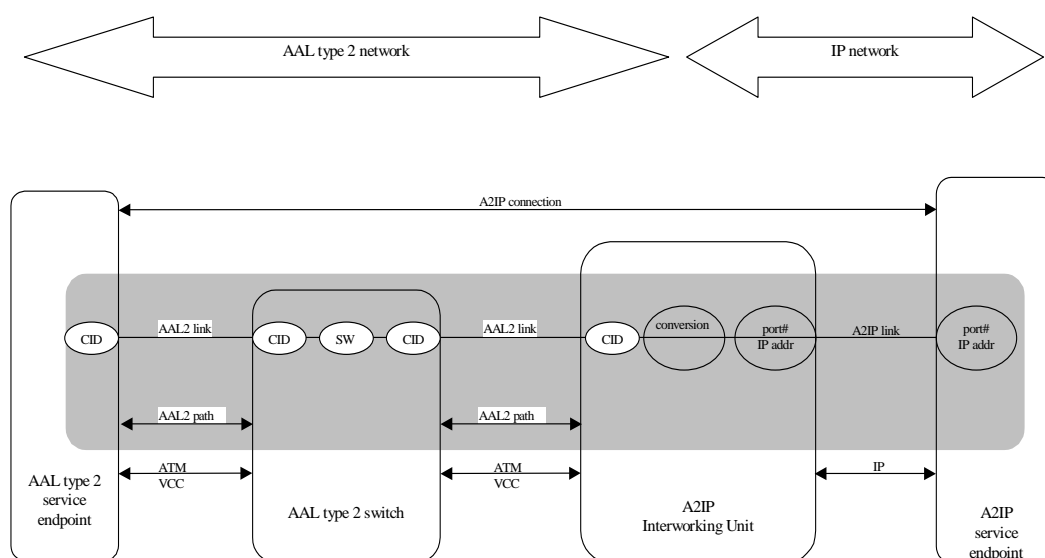 AAL type 2 network
IP network
A2IP connection
AAL2 link
AAL2 link
A2IP link
CID
CID
SW
CID
CID
conversion
port#
IP addr
port#
IP addr
AAL2 path
AAL2 path
ATM
VCC
ATM
VCC
IP
AAL type 2
service
endpoint
AAL type 2 switch
A2IP
Interworking Unit
A2IP
service
endpoint